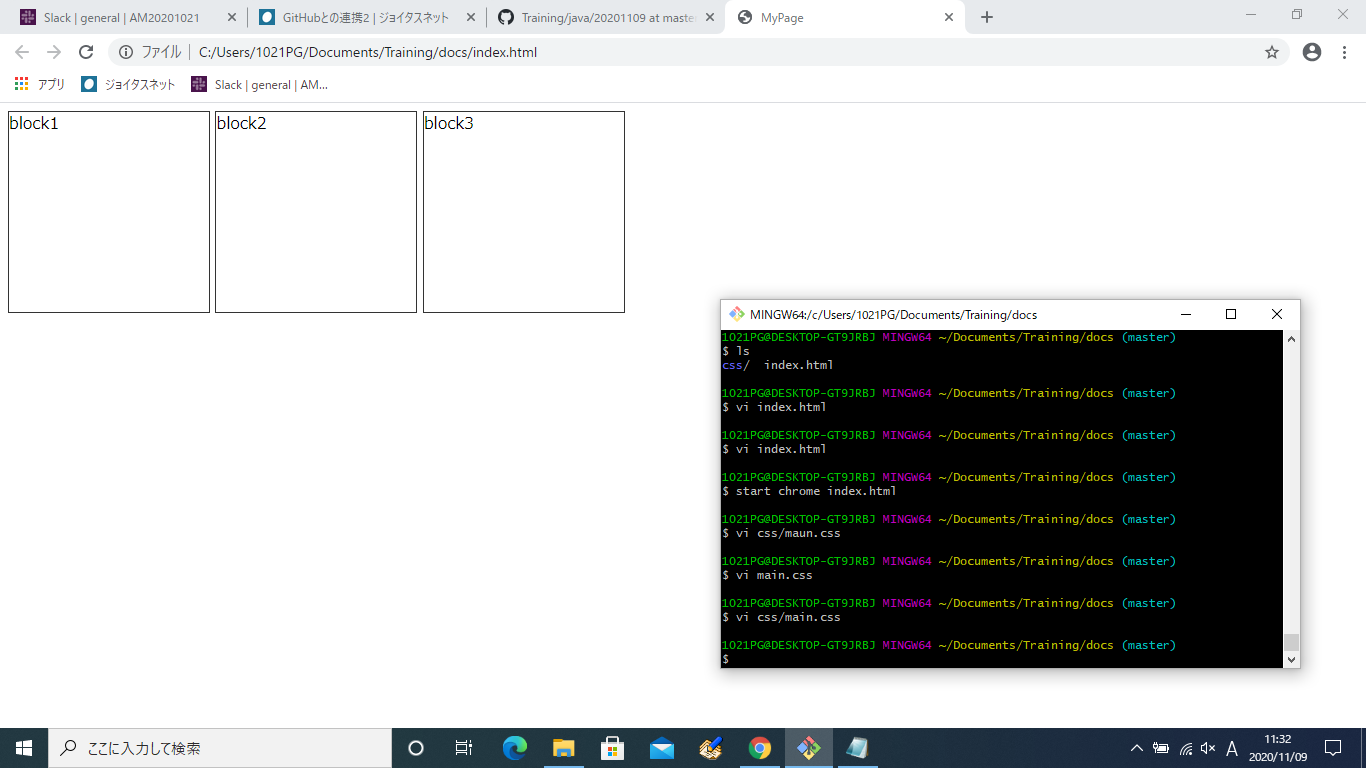 Slack | general | AM20201021
GitHubとの連携2 | ジョイタスネット
Training/java/20201109 at maste
MyPage
ファイル | C:/Users/1021PG/Documents/Training/docs/index.html
アプリ ジョイタスネット Slack | general | AM...
block1 block2 block3
MINGW64:/c/Users/1021PG/Documents/Training/docs
1021PG@DESKTOP-GT9JRBJ MINGW64 ~/Documents/Training/docs (master)
$ ls
css/ index.html
1021PG@DESKTOP-GT9JRBJ MINGW64 ~/Documents/Training/docs (master)
$ vi index.html
1021PG@DESKTOP-GT9JRBJ MINGW64 ~/Documents/Training/docs (master)
$ vi index.html
1021PG@DESKTOP-GT9JRBJ MINGW64 ~/Documents/Training/docs (master)
$ start chrome index.html
1021PG@DESKTOP-GT9JRBJ MINGW64 ~/Documents/Training/docs (master)
$ vi css/maun.css
1021PG@DESKTOP-GT9JRBJ MINGW64 ~/Documents/Training/docs (master)
$ vi main.css
1021PG@DESKTOP-GT9JRBJ MINGW64 ~/Documents/Training/docs (master)
$ vi css/main.css
1021PG@DESKTOP-GT9JRBJ MINGW64 ~/Documents/Training/docs (master)
$
ここに入力して検索
A
11:32
2020/11/09